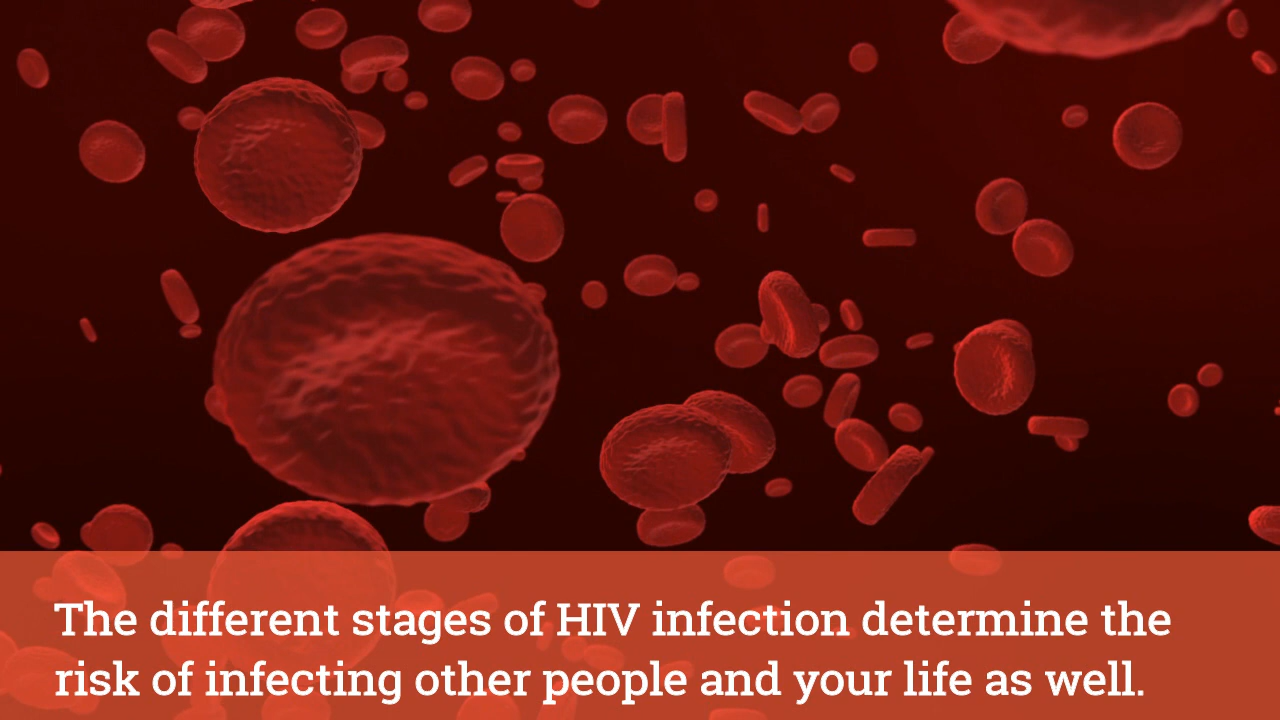 The different stages of HIV infection determine the
risk of infecting other people and your life as well.